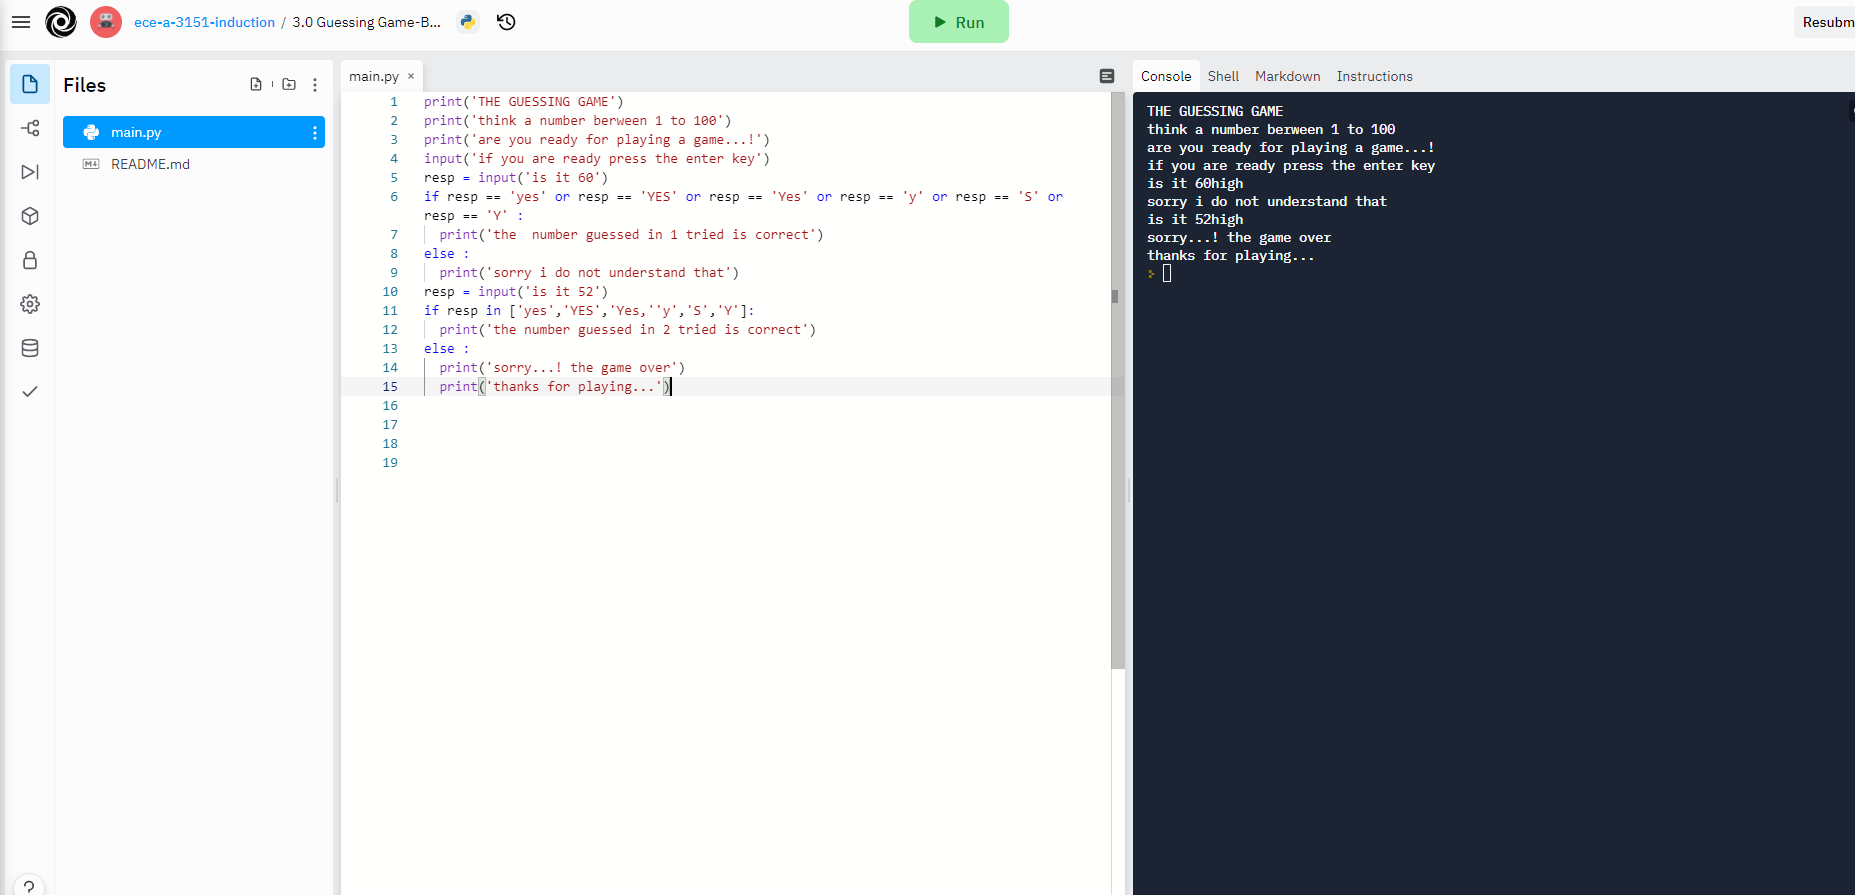 ece-a-3151-induction / 3.0 Guessing Game-B...
Run
Resubm
Files
main.py
README.md
main.py ×
1 print('THE GUESSING GAME')
2 print('think a number berween 1 to 100')
3 print('are you ready for playing a game...!')
4 input('if you are ready press the enter key')
5 resp = input('is it 60')
6 if resp == 'yes' or resp == 'YES' or resp == 'Yes' or resp == 'y' or resp == 'S' or
resp == 'Y' :
7 print('the  number guessed in 1 tried is correct')
8 else :
9 print('sorry i do not understand that')
10 resp = input('is it 52')
11 if resp in ['yes','YES','Yes,''y','S','Y']:
12 print('the number guessed in 2 tried is correct')
13 else :
14 print('sorry...! the game over')
15 print('thanks for playing...')
16
17
18
19
Console Shell Markdown Instructions
THE GUESSING GAME
think a number berween 1 to 100
are you ready for playing a game...!
if you are ready press the enter key
is it 60high
sorry i do not understand that
is it 52high
sorry...! the game over
thanks for playing...
?